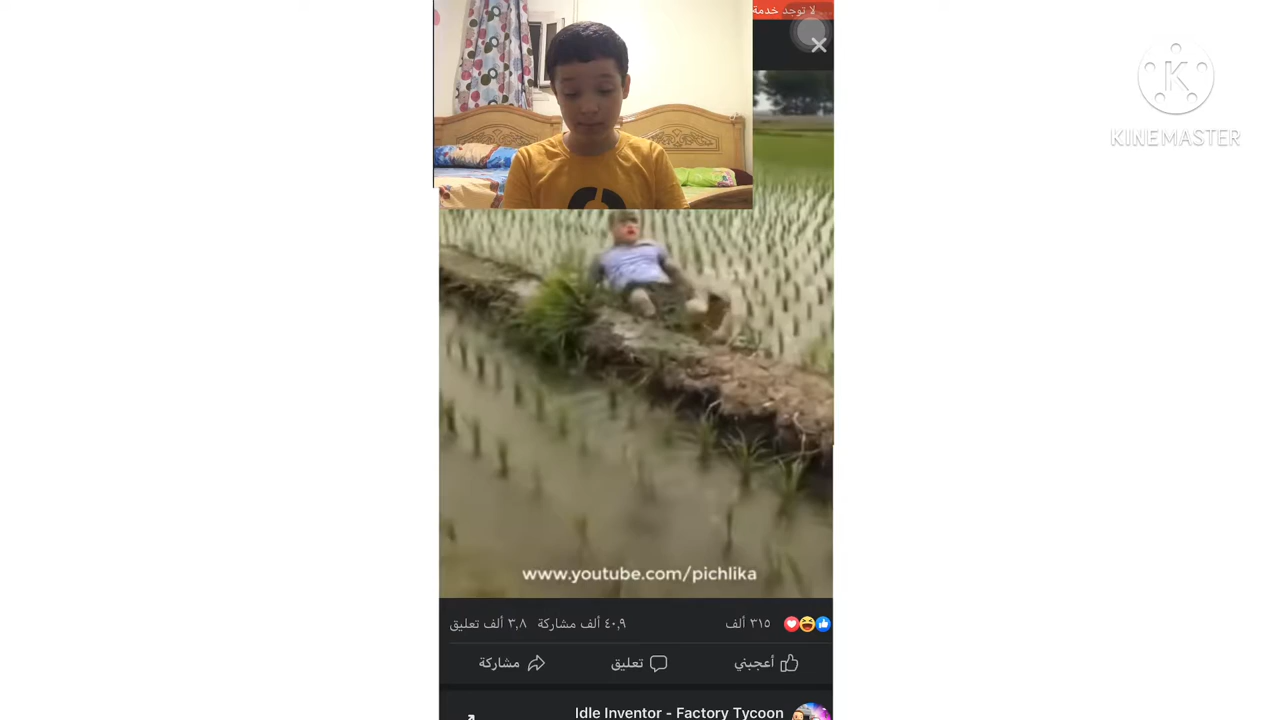 لا توجد خدمة ...
K
KINEMASTER
www.youtube.com/pichlika
٣١٥ ألف
٤٠,٩ ألف مشاركة
٣,٨ ألف تعليق
أعجبني
تعليق
مشاركة
Idle Inventor - Factory Tycoon